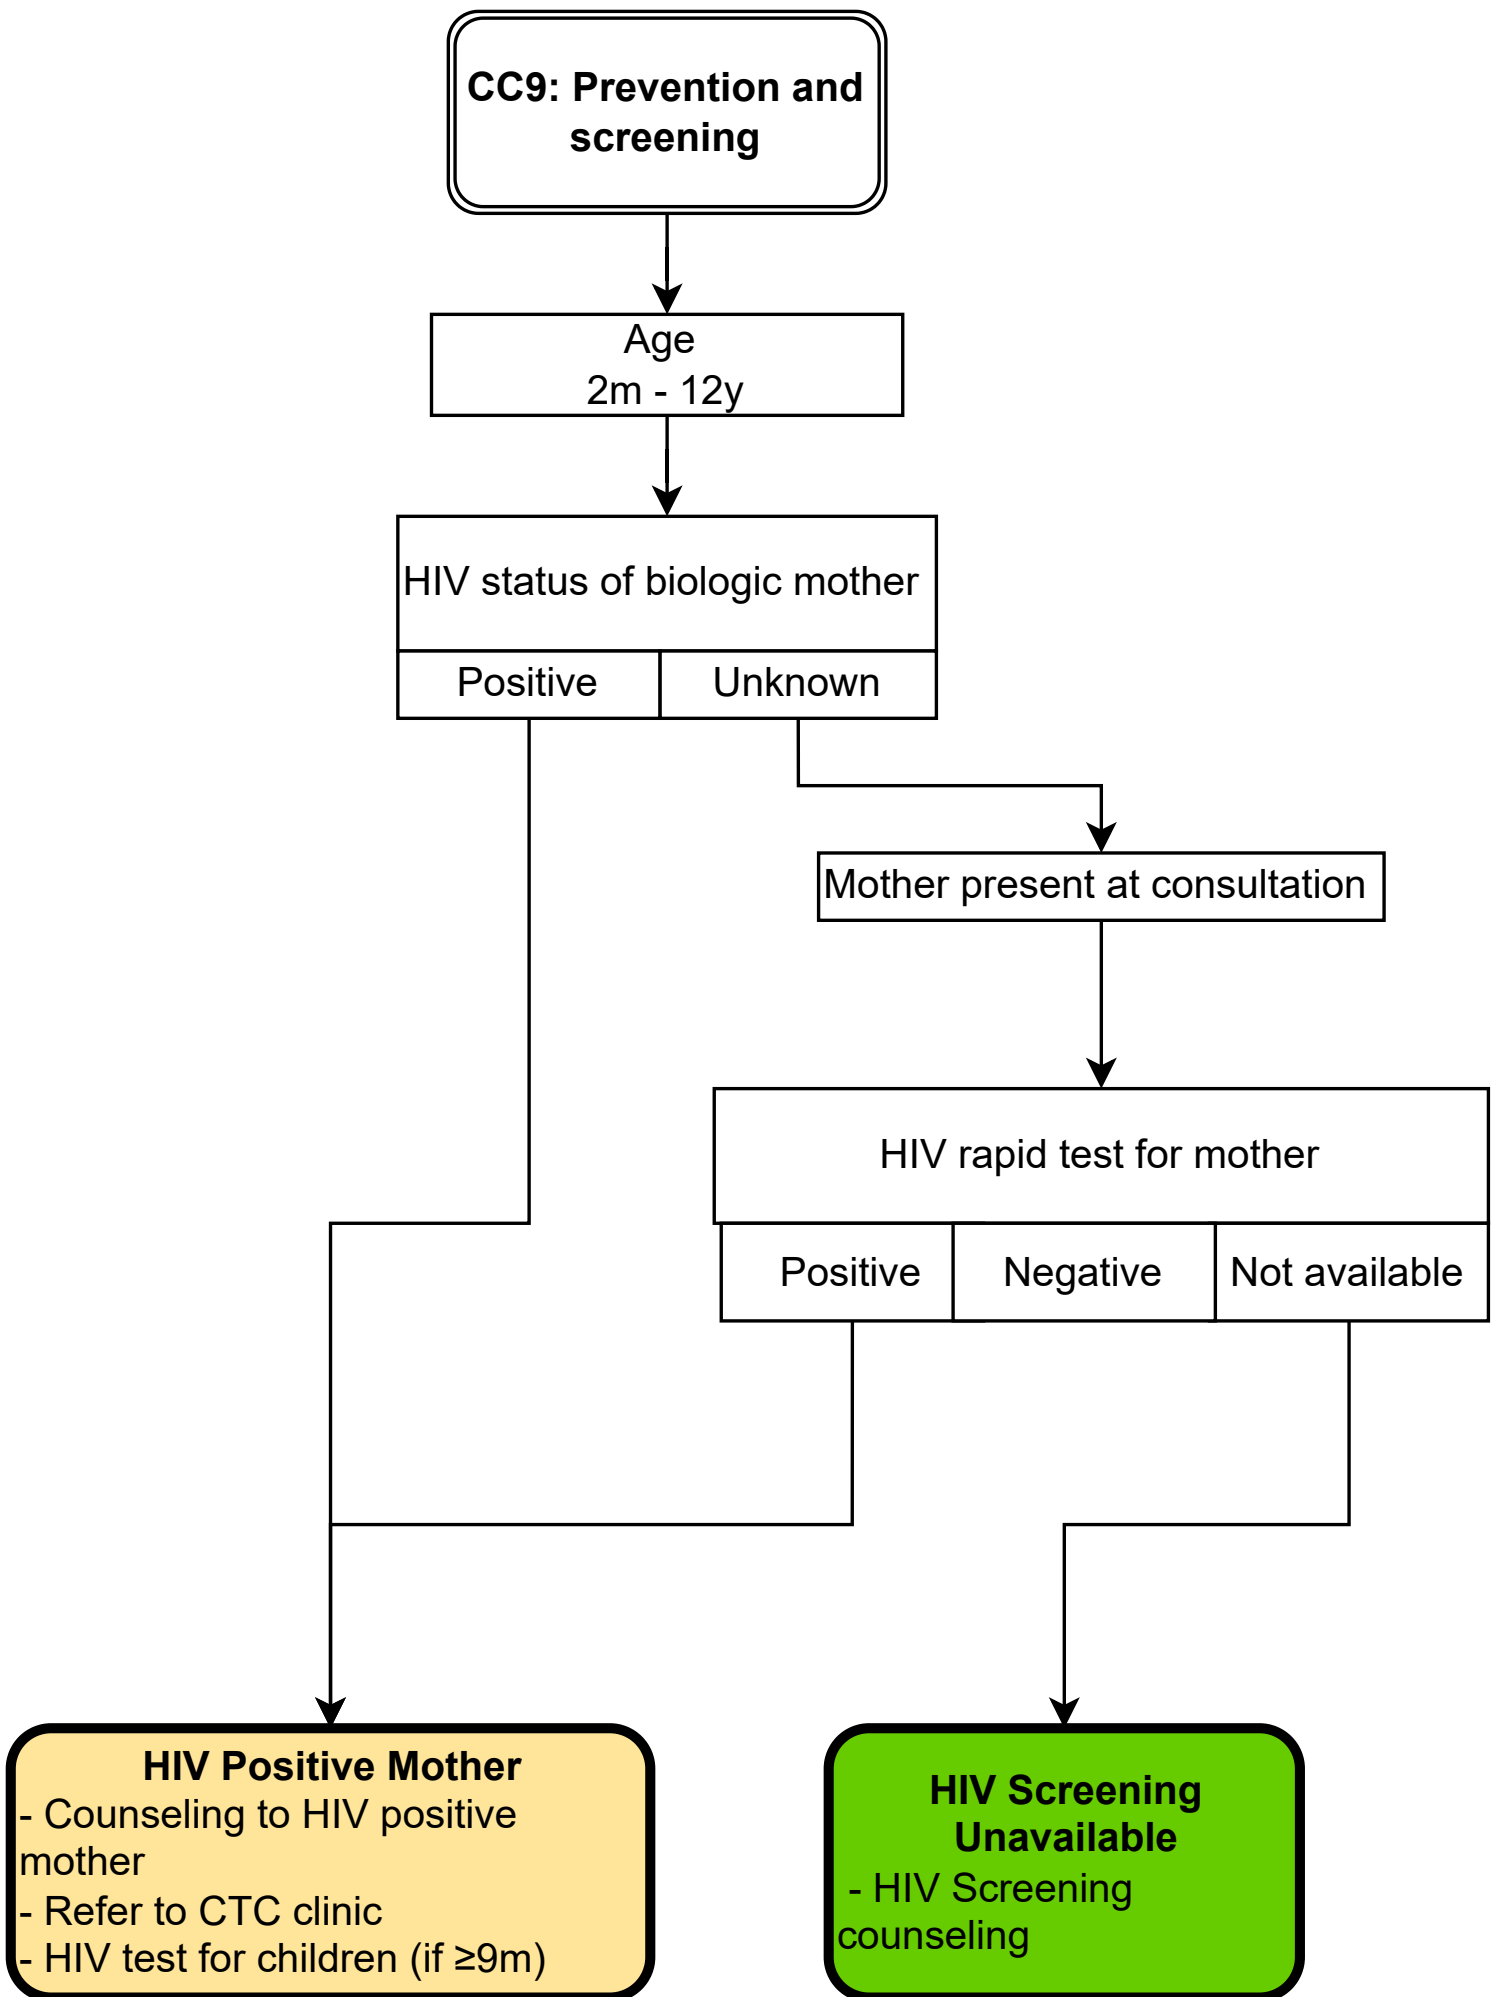 CC9: Prevention and
screening
Age
2m - 12y
HIV status of biologic mother
Positive
Unknown
Mother present at consultation
HIV rapid test for mother
Positive
Negative
Not available
HIV Positive Mother
- Counseling to HIV positive
mother
- Refer to CTC clinic
- HIV test for children (if ≥9m)
HIV Screening
Unavailable
- HIV Screening
counseling